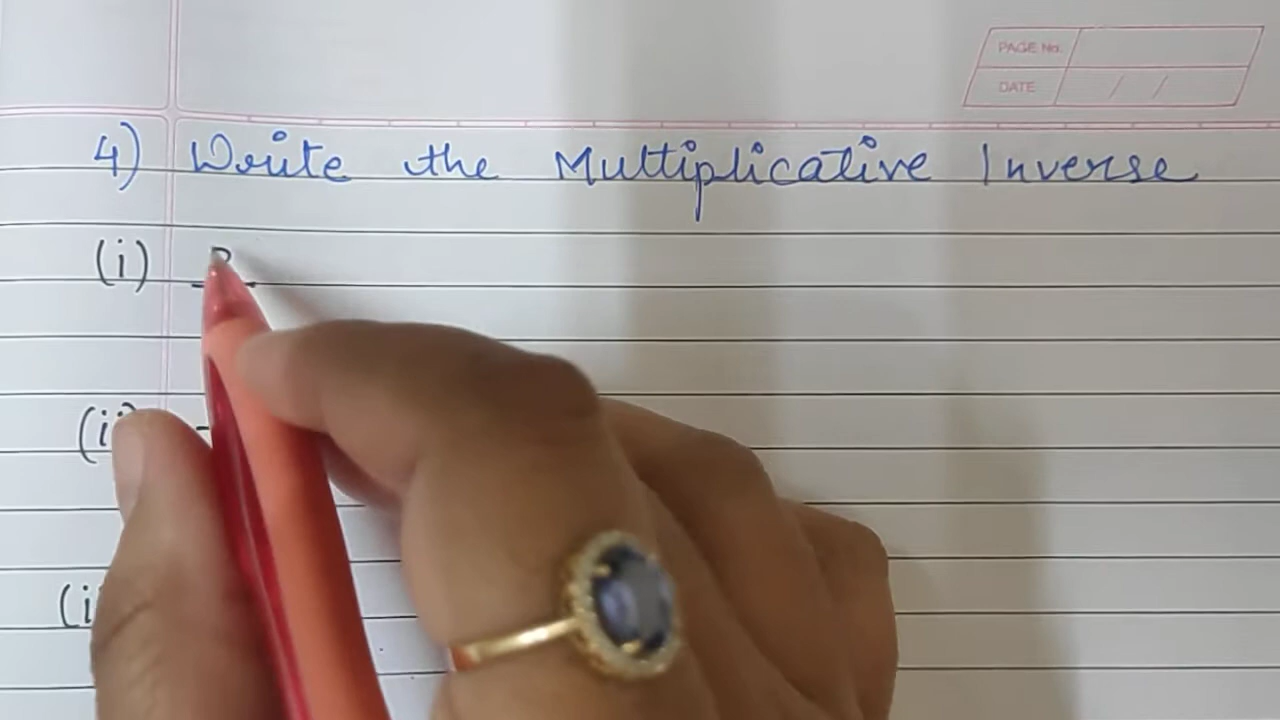 PAGE No.
DATE / /
4) Write the Multiplicative Inverse
(i)